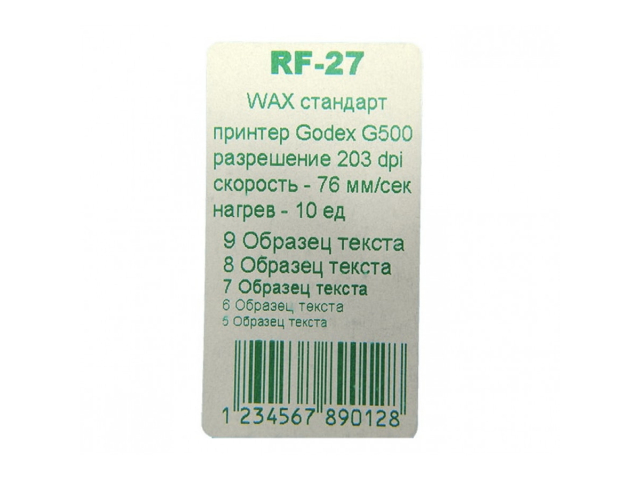 RF-27
WAX стандарт
принтер Godex G500
разрешение 203 dpi
скорость - 76 мм/сек
нагрев - 10 ед
9 Образец текста
8 Образец текста
7 Образец текста
6 Образец текста
5 Образец текста
1 234567 890128